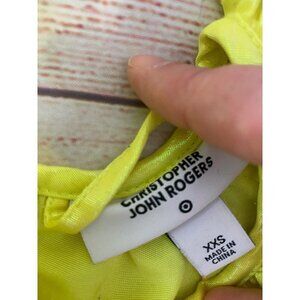 CHRISTOPHER
JOHN ROGERS
XXS
MADE IN
CHINA